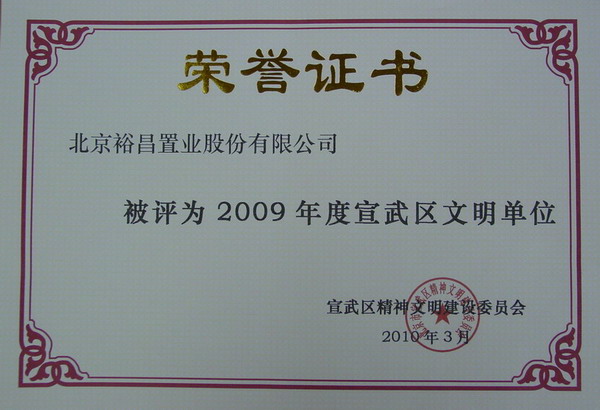 荣誉证书
北京裕昌置业股份有限公司
被评为2009年度宣武区文明单位
宣武区精神文明建设委员会
2010年3月